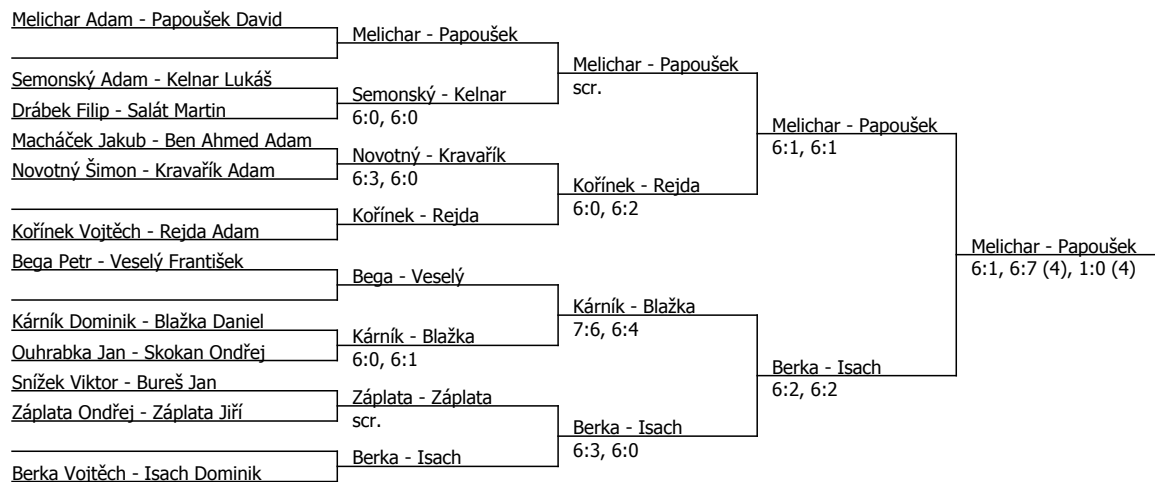 Melichar Adam - Papoušek David
Semonský Adam - Kelnar Lukáš
Drábek Filip - Salát Martin
Macháček Jakub - Ben Ahmed Adam
Novotný Šimon - Kravařík Adam
Kořínek Vojtěch - Rejda Adam
Bega Petr - Veselý František
Kárník Dominik - Blažka Daniel
Ouhrabka Jan - Skokan Ondřej
Snížek Viktor - Bureš Jan
Záplata Ondřej - Záplata Jiří
Berka Vojtěch - Isach Dominik
Melichar - Papoušek
Semonský - Kelnar
6:0, 6:0
Novotný - Kravařík
6:3, 6:0
Kořínek - Rejda
Bega - Veselý
Kárník - Blažka
6:0, 6:1
Záplata - Záplata
scr.
Berka - Isach
Melichar - Papoušek
scr.
Kořínek - Rejda
6:0, 6:2
Kárník - Blažka
7:6, 6:4
Berka - Isach
6:3, 6:0
Melichar - Papoušek
6:1, 6:1
Berka - Isach
6:2, 6:2
Melichar - Papoušek
6:1, 6:7 (4), 1:0 (4)